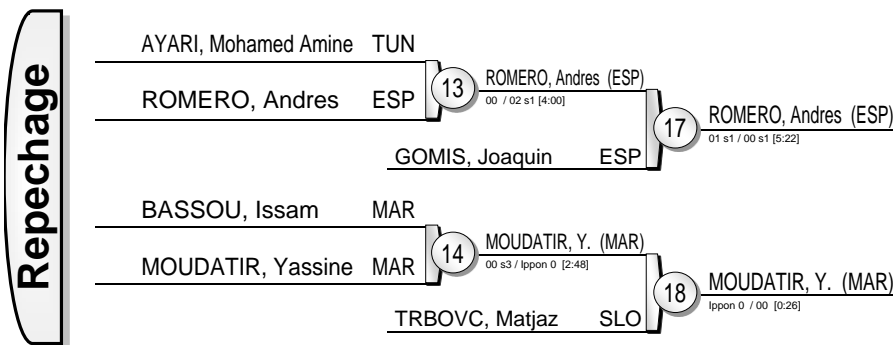 Repechage
AYARI, Mohamed Amine TUN
ROMERO, Andres ESP
13
ROMERO, Andres (ESP)
00 / 02 s1 [4:00]
GOMIS, Joaquin ESP
17
ROMERO, Andres (ESP)
01 s1 / 00 s1 [5:22]
BASSOU, Issam MAR
MOUDATIR, Yassine MAR
14
MOUDATIR, Y. (MAR)
00 s3 / Ippon 0 [2:48]
TRBOVC, Matjaz SLO
18
MOUDATIR, Y. (MAR)
Ippon 0 / 00 [0:26]